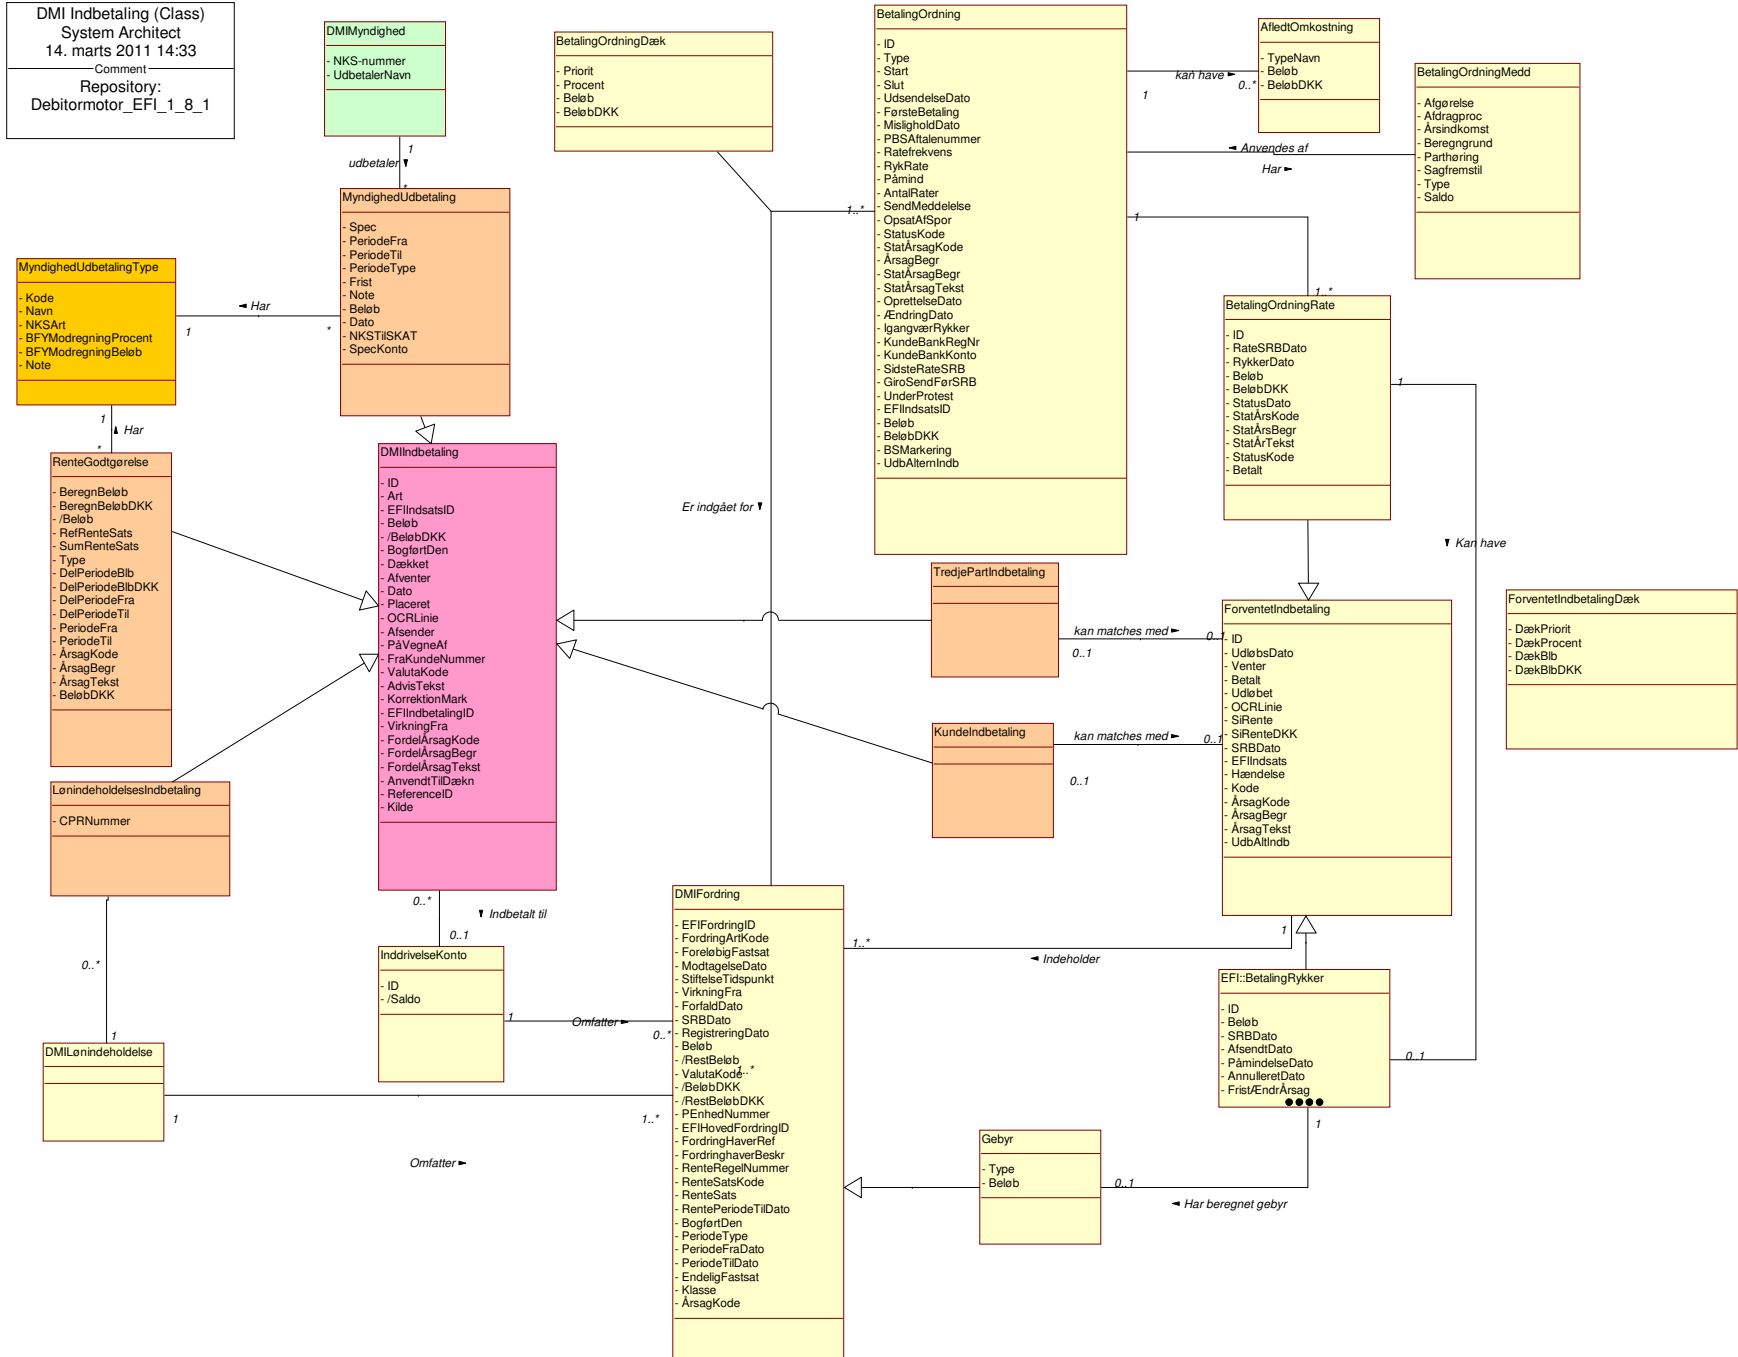 DMI Indbetaling (Class)
System Architect
14. marts 2011 14:33
Comment
Repository:
Debitormotor_EFI_1_8_1
DMIMyndighed
- NKS-nummer
- UdbetalerNavn
1
udbetaler
*
BetalingOrdningDæk
- Priorit
- Procent
- Beløb
- BeløbDKK
BetalingOrdning
- ID
- Type
- Start
- Slut
- UdsendelseDato
- FørsteBetaling
- MisligholdDato
- PBSAftalenummer
- Ratefrekvens
- RykRate
- Påmind
- AntalRater
- SendMeddelelse
- OpsatAfSpor
- StatusKode
- StatÅrsagKode
- ÅrsagBegr
- StatÅrsagBegr
- StatÅrsagTekst
- OprettelseDato
- ÆndringDato
- IgangværRykker
- KundeBankRegNr
- KundeBankKonto
- SidsteRateSRB
- GiroSendFørSRB
- UnderProtest
- EFIIndsatsID
- Beløb
- BeløbDKK
- BSMarkering
- UdbAlternIndb
1..*
kan have
1
0..*
AfledtOmkostning
- TypeNavn
- Beløb
- BeløbDKK
BetalingOrdningMedd
- Afgørelse
- Afdragproc
- Årsindkomst
- Beregngrund
- Parthøring
- Sagfremstil
- Type
- Saldo
Anvendes af
Har
1
1..*
MyndighedUdbetaling
- Spec
- PeriodeFra
- PeriodeTil
- PeriodeType
- Frist
- Note
- Beløb
- Dato
- NKSTilSKAT
- SpecKonto
MyndighedUdbetalingType
- Kode
- Navn
- NKSArt
- BFYModregningProcent
- BFYModregningBeløb
- Note
Har
1
*
1
Har
*
RenteGodtgørelse
- BeregnBeløb
- BeregnBeløbDKK
- /Beløb
- RefRenteSats
- SumRenteSats
- Type
- DelPeriodeBlb
- DelPeriodeBlbDKK
- DelPeriodeFra
- DelPeriodeTil
- PeriodeFra
- PeriodeTil
- ÅrsagKode
- ÅrsagBegr
- ÅrsagTekst
- BeløbDKK
DMIIndbetaling
- ID
- Art
- EFIIndsatsID
- Beløb
- /BeløbDKK
- BogførtDen
- Dækket
- Afventer
- Dato
- Placeret
- OCRLinie
- Afsender
- PåVegneAf
- FraKundeNummer
- ValutaKode
- AdvisTekst
- KorrektionMark
- EFIIndbetalingID
- VirkningFra
- FordelÅrsagKode
- FordelÅrsagBegr
- FordelÅrsagTekst
- AnvendtTilDækn
- ReferenceID
- Kilde
Er indgået for
BetalingOrdningRate
- ID
- RateSRBDato
- RykkerDato
- Beløb
- BeløbDKK
- StatusDato
- StatÅrsKode
- StatÅrsBegr
- StatÅrTekst
- StatusKode
- Betalt
1
Kan have
0..1
TredjePartIndbetaling
kan matches med
0..1
0..1
KundeIndbetaling
kan matches med
0..1
0..1
ForventetIndbetaling
- ID
- UdløbsDato
- Venter
- Betalt
- Udløbet
- OCRLinie
- SiRente
- SiRenteDKK
- SRBDato
- EFIIndsats
- Hændelse
- Kode
- ÅrsagKode
- ÅrsagBegr
- ÅrsagTekst
- UdbAltIndb
ForventetIndbetalingDæk
- DækPriorit
- DækProcent
- DækBlb
- DækBlbDKK
LønindeholdelsesIndbetaling
- CPRNummer
0..*
1
DMILønindeholdelse
1
Omfatter
1..*
0..*
Indbetalt til
0..1
InddrivelseKonto
- ID
- /Saldo
1
Omfatter
0..*
DMIFordring
- EFIFordringID
- FordringArtKode
- ForeløbigFastsat
- ModtagelseDato
- StiftelseTidspunkt
- VirkningFra
- ForfaldDato
- SRBDato
- RegistreringDato
- Beløb
- /RestBeløb
- ValutaKode
1..*
- /BeløbDKK
- /RestBeløbDKK
- PEnhedNummer
- EFIHovedFordringID
- FordringHaverRef
- FordringhaverBeskr
- RenteRegelNummer
- RenteSatsKode
- RenteSats
- RentePeriodeTilDato
- BogførtDen
- PeriodeType
- PeriodeFraDato
- PeriodeTilDato
- EndeligFastsat
- Klasse
- ÅrsagKode
1..*
1
Indeholder
EFI::BetalingRykker
- ID
- Beløb
- SRBDato
- AfsendtDato
- PåmindelseDato
- AnnulleretDato
- FristÆndrÅrsag
1
Gebyr
- Type
- Beløb
0..1
Har beregnet gebyr